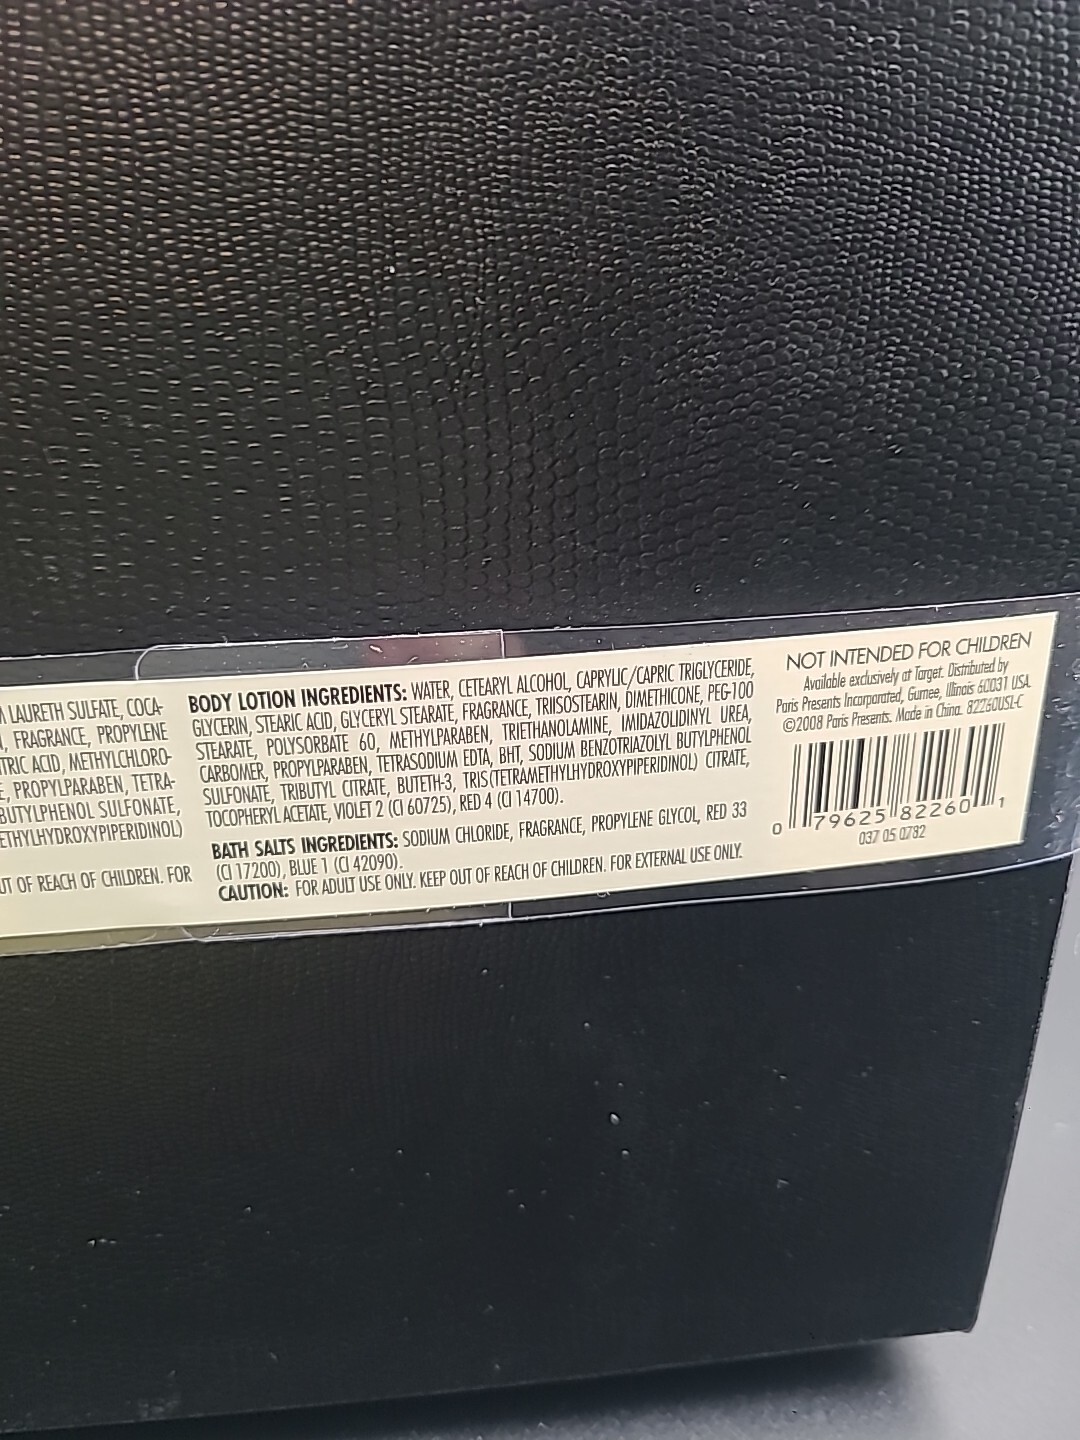 LAURETH SULFATE, COCA-
, FRAGRANCE, PROPYLENE
TRIC ACID, METHYLCHLORO-
E, PROPYLPARABEN, TETRA-
BUTYLPHENOL SULFONATE,
ETHYLHYDROXYPIPERIDINOL)
UT OF REACH OF CHILDREN. FOR
BODY LOTION INGREDIENTS: WATER, CETEARYL ALCOHOL, CAPRYLIC/CAPRIC TRIGLYCERIDE,
GLYCERIN, STEARIC ACID, GLYCERYL STEARATE, FRAGRANCE, TRIISOSTEARIN, DIMETHICONE, PEG-100
STEARATE, POLYSORBATE 60, METHYLPARABEN, TRIETHANOLAMINE, IMIDAZOLIDINYL UREA,
CARBOMER, PROPYLPARABEN, TETRASODIUM EDTA, BHT, SODIUM BENZOTRIAZOLYL BUTYLPHENOL
SULFONATE, TRIBUTYL CITRATE, BUTETH-3, TRIS(TETRAMETHYLHYDROXYPIPERIDINOL) CITRATE,
TOCOPHERYL ACETATE, VIOLET 2 (CI 60725), RED 4 (CI 14700).
BATH SALTS INGREDIENTS: SODIUM CHLORIDE, FRAGRANCE, PROPYLENE GLYCOL, RED 33
(CI 17200), BLUE 1 (CI 42090).
CAUTION: FOR ADULT USE ONLY. KEEP OUT OF REACH OF CHILDREN. FOR EXTERNAL USE ONLY.
NOT INTENDED FOR CHILDREN
Available exclusively at Target. Distributed by
Paris Presents Incorporated, Gurnee, Illinois 60031 USA.
©2008 Paris Presents. Made in China. 82260USL-C
0 79625 82260 1
037 05 0782